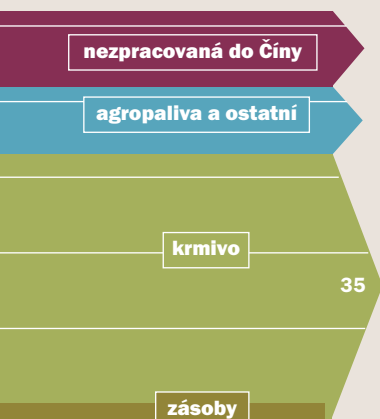 nezpracovaná do Číny
agropaliva a ostatní
krmivo
35
zásoby